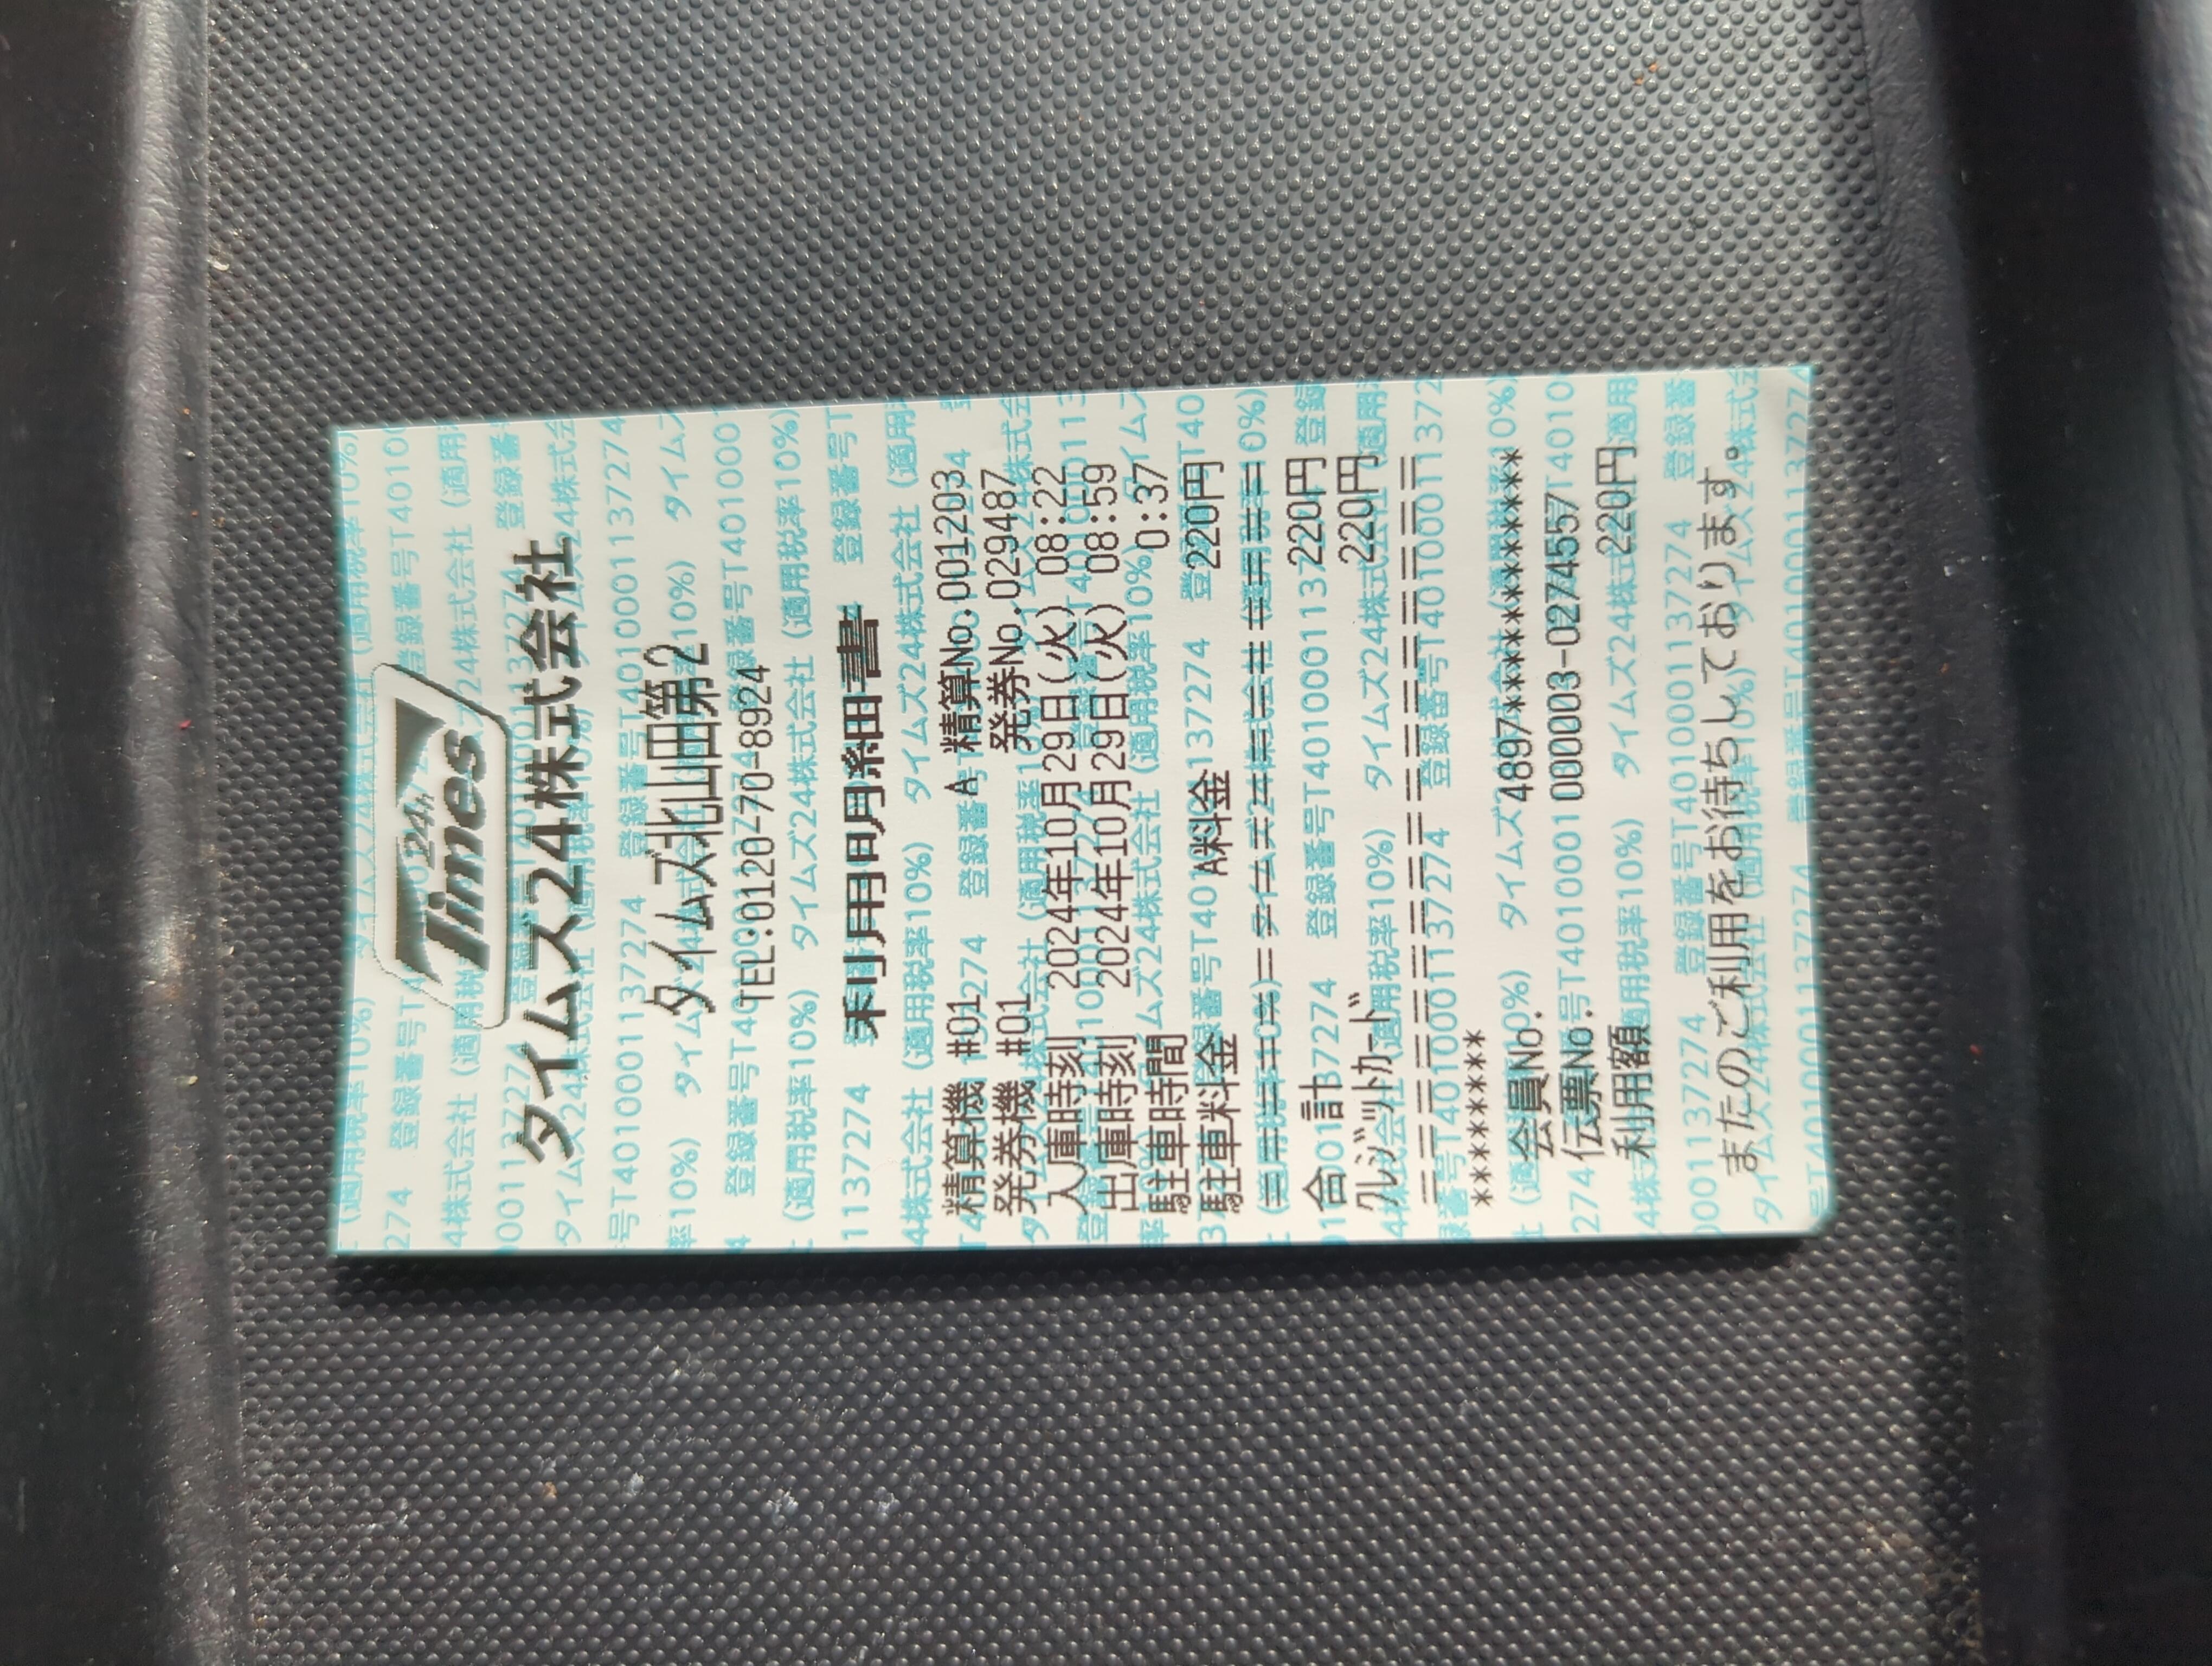 24h
Times
タイムズ24株式会社
タイムズ北山田第2
TEL:0120-70-8924
利用明細書
精算機 #01 A 精算No.001203
発券機 #01 発券No.029487
入庫時刻 2024年10月29日(火) 08:22
出庫時刻 2024年10月29日(火) 08:59
駐車時間 0:37
駐車料金 A料金 220円
================================
合計 220円
クレジットカード 220円
================================
********
会員No. 4897************
伝票No. 000003-0274557
利用額 220円
またのご利用をお待ちしております。
タイムズ24株式会社 (適用税率10%) 登録番号T4010001137274